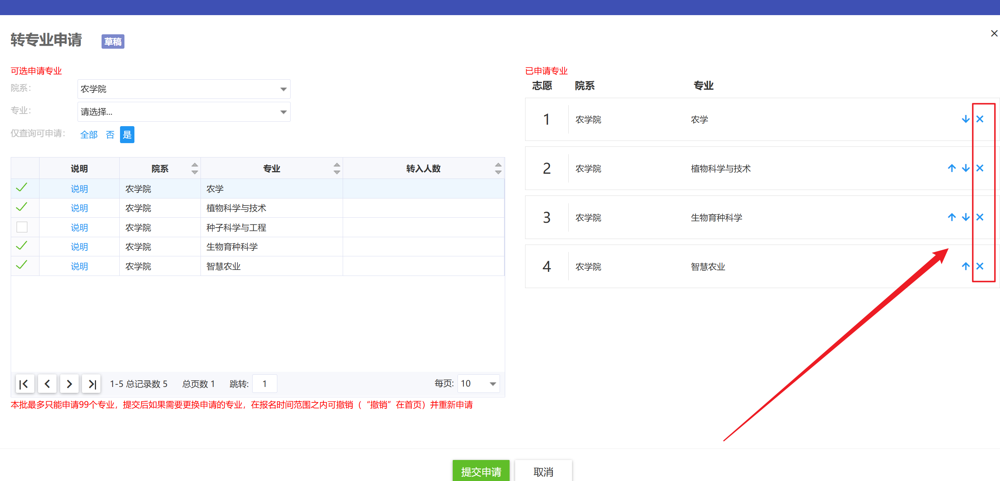 转专业申请 草稿
可选申请专业
院系：
农学院
专业：
请选择...
仅查询可申请：
全部 否 是
说明 院系 专业 转入人数
说明 农学院 农学
说明 农学院 植物科学与技术
说明 农学院 种子科学与工程
说明 农学院 生物育种科学
说明 农学院 智慧农业
1-5 总记录数 5 总页数 1 跳转: 1 每页: 10
本批最多只能申请99个专业，提交后如果需要更换申请的专业，在报名时间范围之内可撤销（“撤销”在首页）并重新申请
已申请专业
志愿 院系 专业
1 农学院 农学
2 农学院 植物科学与技术
3 农学院 生物育种科学
4 农学院 智慧农业
提交申请 取消